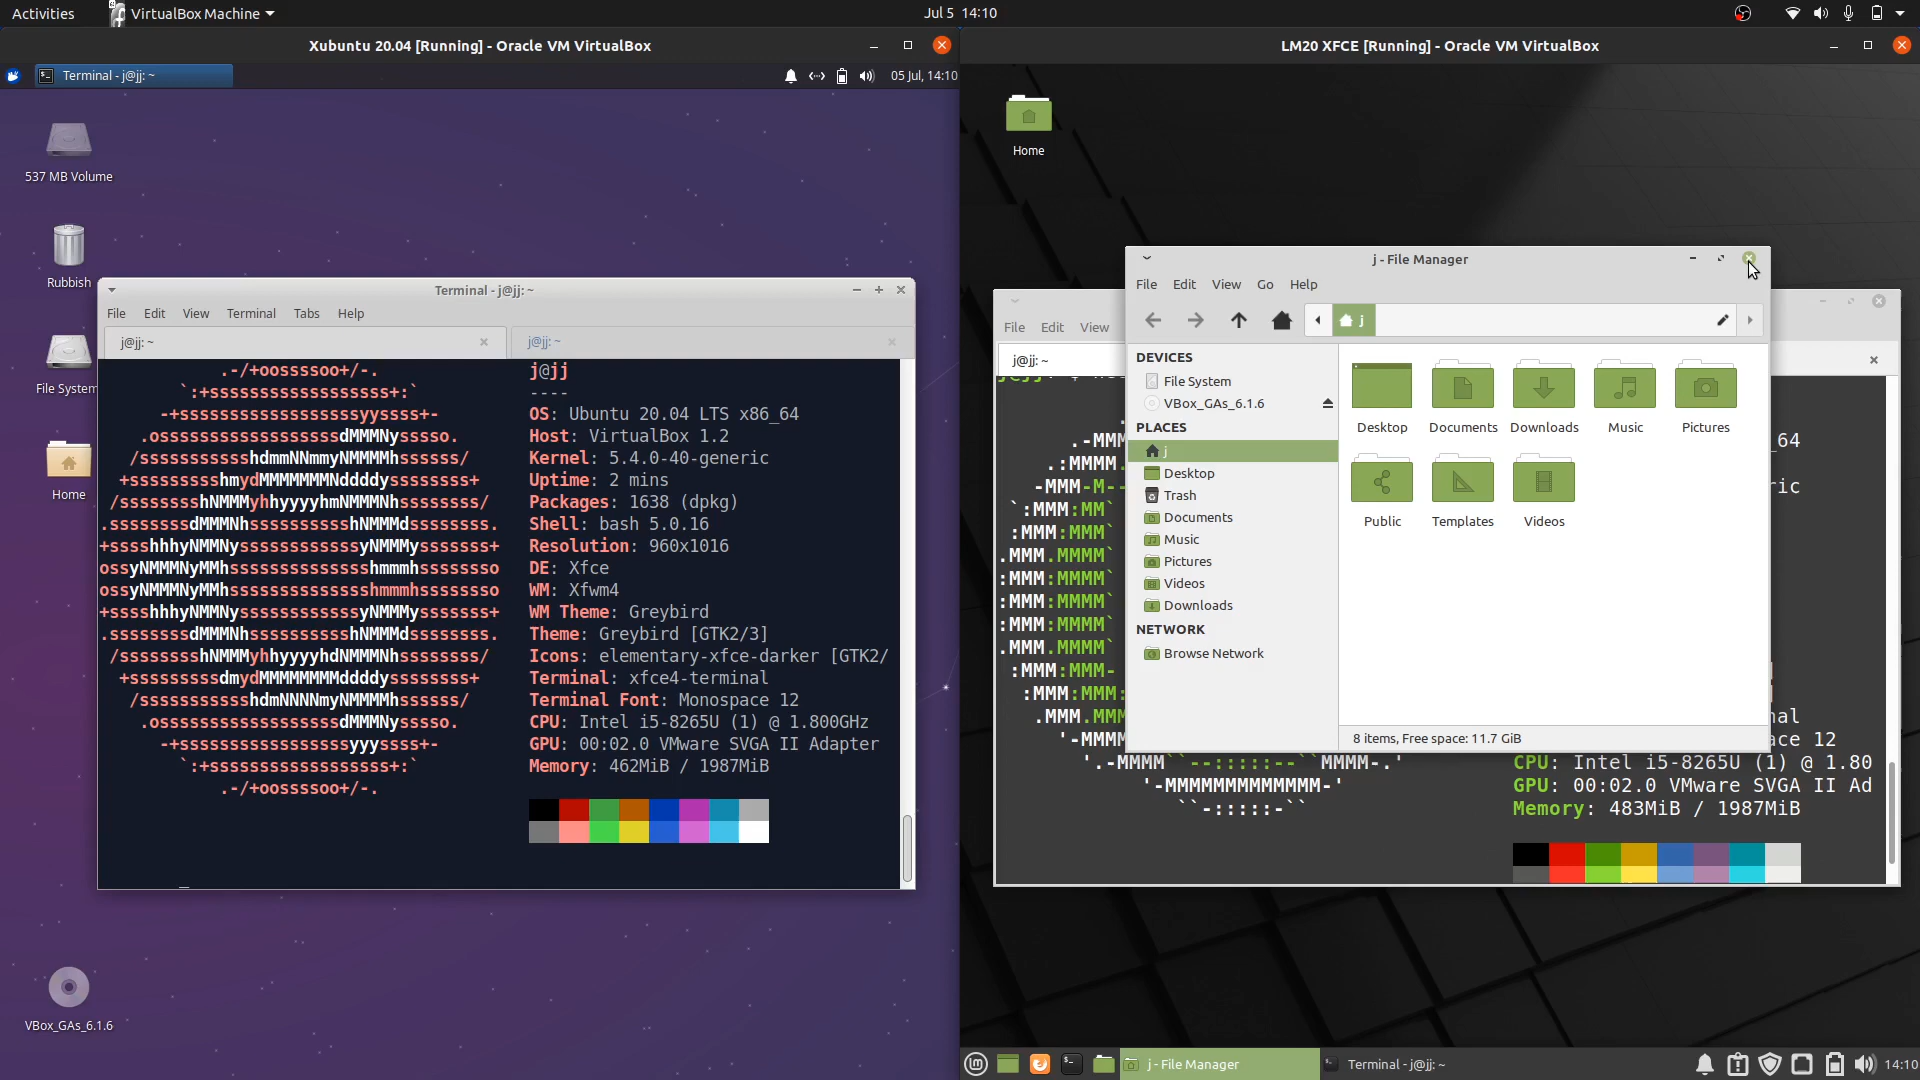 Activities
VirtualBox Machine
Jul 5 14:10
Xubuntu 20.04 [Running] - Oracle VM VirtualBox
Terminal - j@jj: ~
05 Jul, 14:10
537 MB Volume
Rubbish
File System
Home
VBox_GAs_6.1.6
Terminal - j@jj: ~
File Edit View Terminal Tabs Help
j@jj: ~
j@jj: ~
.-/+oossssoo+/-.
j@jj
----
OS: Ubuntu 20.04 LTS x86_64
Host: VirtualBox 1.2
Kernel: 5.4.0-40-generic
Uptime: 2 mins
Packages: 1638 (dpkg)
Shell: bash 5.0.16
Resolution: 960x1016
DE: Xfce
WM: Xfwm4
WM Theme: Greybird
Theme: Greybird [GTK2/3]
Icons: elementary-xfce-darker [GTK2/
Terminal: xfce4-terminal
Terminal Font: Monospace 12
CPU: Intel i5-8265U (1) @ 1.800GHz
GPU: 00:02.0 VMware SVGA II Adapter
Memory: 462MiB / 1987MiB
LM20 XFCE [Running] - Oracle VM VirtualBox
Home
j - File Manager
File Edit View Go Help
j
DEVICES
File System
VBox_GAs_6.1.6
PLACES
j
Desktop
Trash
Documents
Music
Pictures
Videos
Downloads
NETWORK
Browse Network
Desktop
Documents
Downloads
Music
Pictures
Public
Templates
Videos
8 items, Free space: 11.7 GiB
File Edit View
j@jj: ~
_64
ric
nal
ace 12
CPU: Intel i5-8265U (1) @ 1.80
GPU: 00:02.0 VMware SVGA II Ad
Memory: 483MiB / 1987MiB
j - File Manager
Terminal - j@jj: ~
14:10